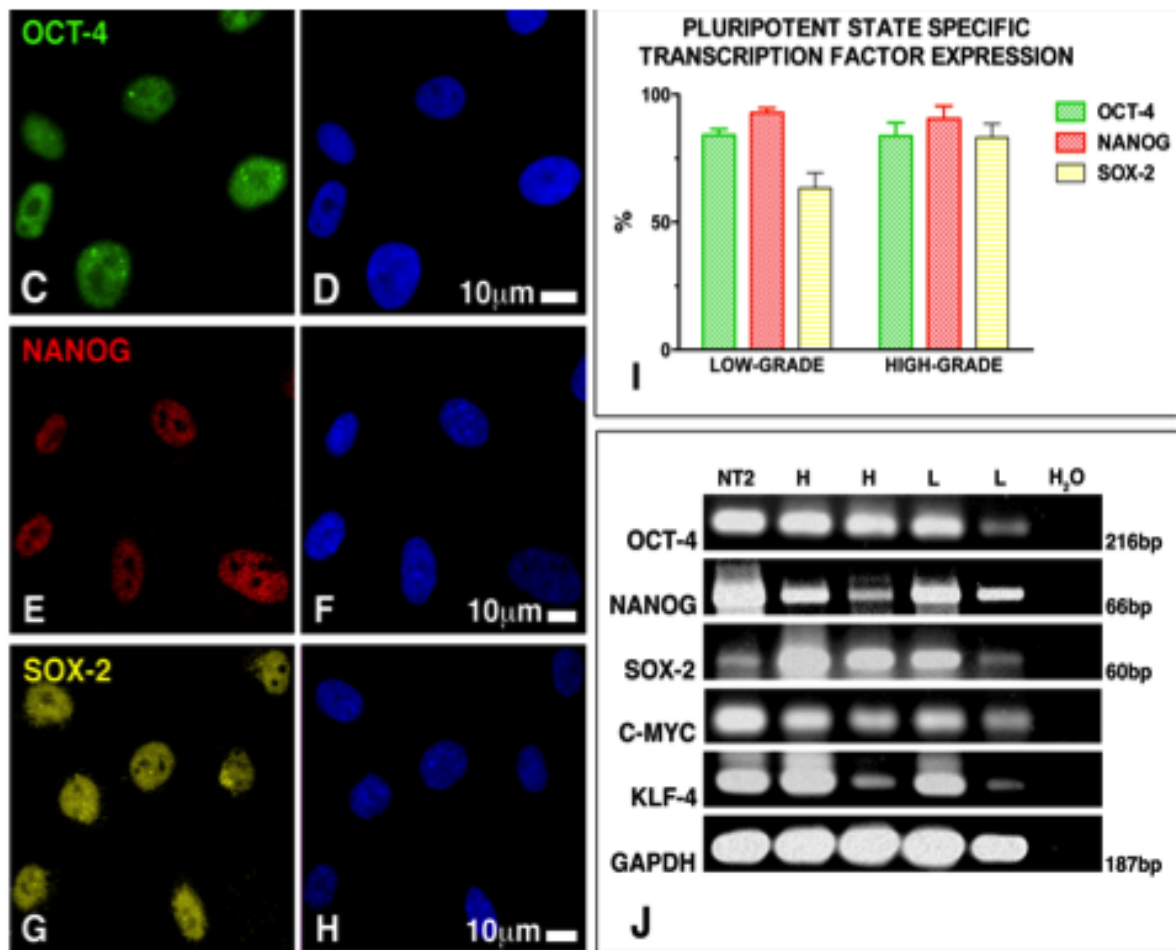 OCT-4
C
D
10μm
NANOG
E
F
10μm
SOX-2
G
H
10μm
PLURIPOTENT STATE SPECIFIC
TRANSCRIPTION FACTOR EXPRESSION
100
50
0
%
OCT-4
NANOG
SOX-2
LOW-GRADE
HIGH-GRADE
I
NT2 H H L L H₂O
OCT-4 216bp
NANOG 66bp
SOX-2 60bp
C-MYC
KLF-4
GAPDH 187bp
J